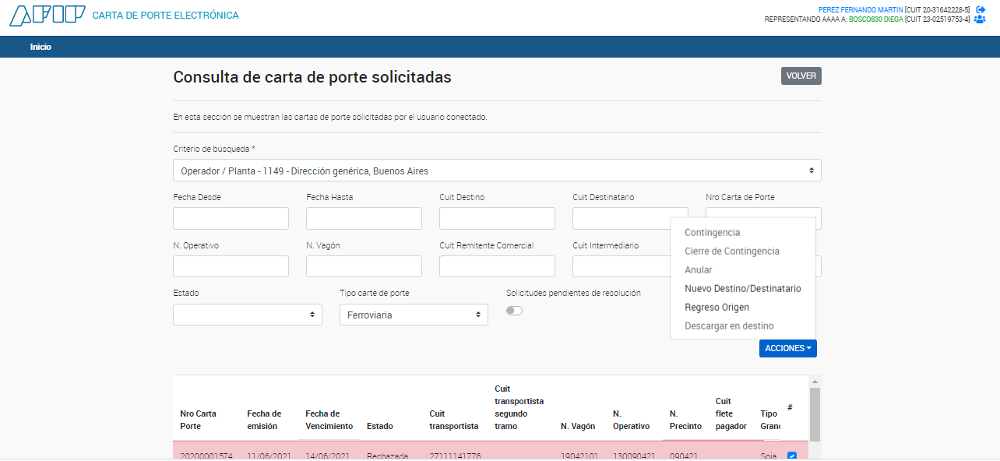 AFIP CARTA DE PORTE ELECTRÓNICA
PEREZ FERNANDO MARTIN [CUIT 20-31642228-5]
REPRESENTANDO AAAA A: BOSCO830 DIEGA [CUIT 23-02519753-4]
Inicio
Consulta de carta de porte solicitadas
VOLVER
En esta sección se muestran las cartas de porte solicitadas por el usuario conectado.
Criterio de búsqueda *
Operador / Planta - 1149 - Dirección genérica, Buenos Aires
Fecha Desde Fecha Hasta Cuit Destino Cuit Destinatario Nro Carta de Porte
N. Operativo N. Vagón Cuit Remitente Comercial Cuit Intermediario
Estado Tipo carte de porte Solicitudes pendientes de resolución
Ferroviaria
Contingencia
Cierre de Contingencia
Anular
Nuevo Destino/Destinatario
Regreso Origen
Descargar en destino
ACCIONES
Nro Carta Porte Fecha de emisión Fecha de Vencimiento Estado Cuit transportista Cuit transportista segundo tramo N. Vagón N. Operativo N. Precinto Cuit flete pagador Tipo Grano #
20200001574 11/06/2021 14/06/2021 Rechazada 27111141776 19042101 130090421 090421 Soja